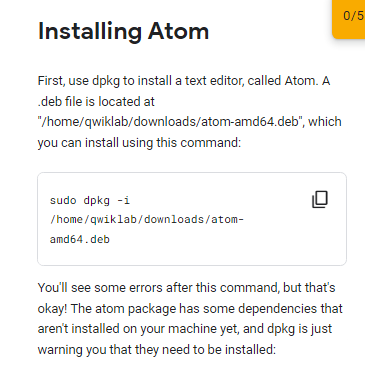 0/5
Installing Atom
First, use dpkg to install a text editor, called Atom. A
.deb file is located at
"/home/qwiklab/downloads/atom-amd64.deb", which
you can install using this command:
sudo dpkg -i
/home/qwiklab/downloads/atom-
amd64.deb
You'll see some errors after this command, but that's
okay! The atom package has some dependencies that
aren't installed on your machine yet, and dpkg is just
warning you that they need to be installed: